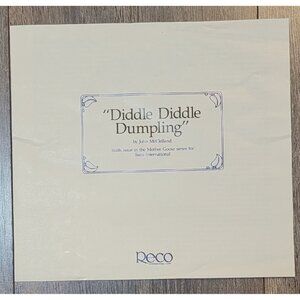 "Diddle Diddle
Dumpling"
by John McClelland
sixth issue in the Mother Goose series for
Reco International
Reco